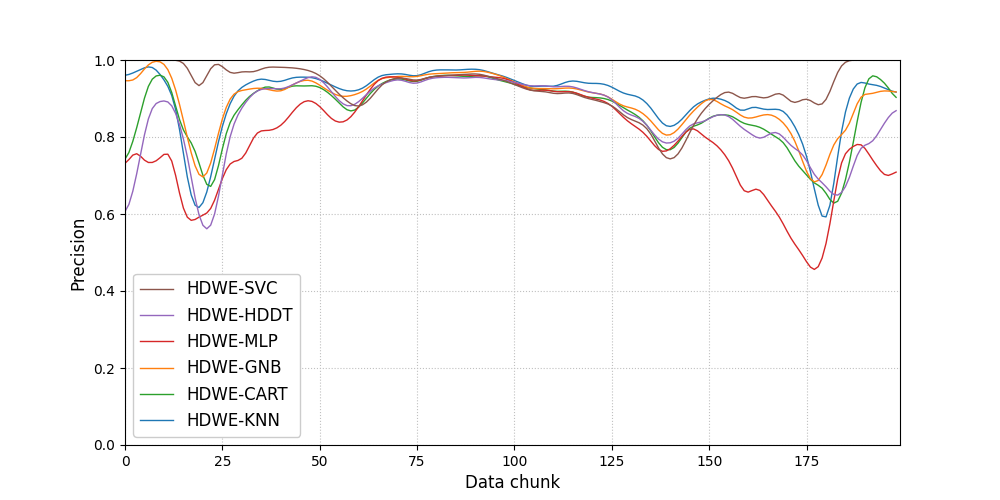 1.0
0.8
0.6
0.4
0.2
0.0
Precision
HDWE-SVC
HDWE-HDDT
HDWE-MLP
HDWE-GNB
HDWE-CART
HDWE-KNN
0 25 50 75 100 125 150 175
Data chunk